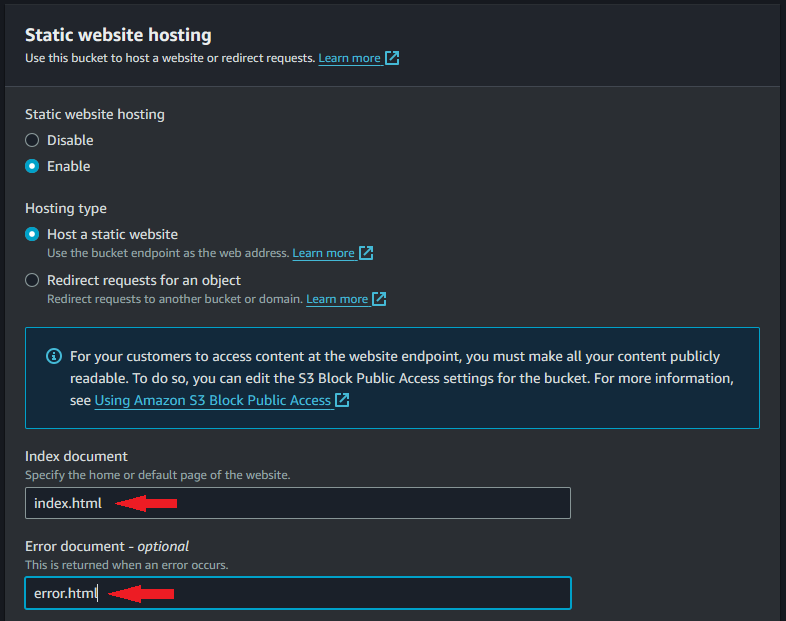 Static website hosting
Use this bucket to host a website or redirect requests. Learn more
Static website hosting
Disable
Enable
Hosting type
Host a static website
Use the bucket endpoint as the web address. Learn more
Redirect requests for an object
Redirect requests to another bucket or domain. Learn more
For your customers to access content at the website endpoint, you must make all your content publicly
readable. To do so, you can edit the S3 Block Public Access settings for the bucket. For more information,
see Using Amazon S3 Block Public Access
Index document
Specify the home or default page of the website.
index.html
Error document - optional
This is returned when an error occurs.
error.html